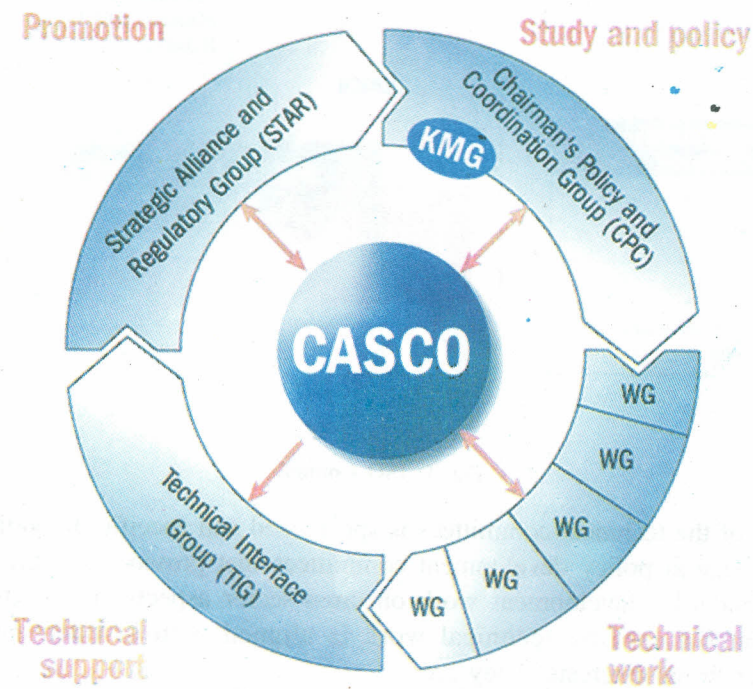 Promotion
Study and policy
Strategic Alliance and
Regulatory Group (STAR)
KMG
Chairman's Policy and
Coordination Group (CPC)
CASCO
WG
WG
WG
WG
WG
Technical Interface
Group (TIG)
Technical
support
Technical
work